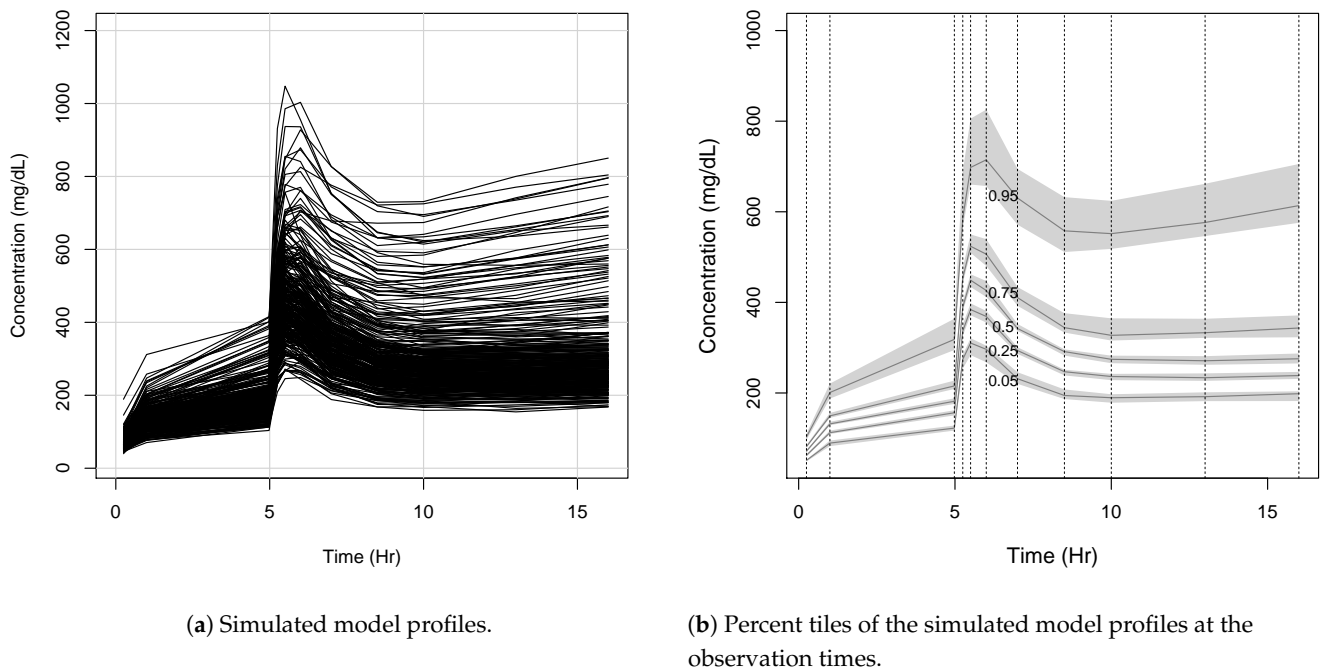 1200
1000
800
600
400
200
0
Concentration (mg/dL)
0 5 10 15
Time (Hr)
(a) Simulated model profiles.
1000
800
600
400
200
Concentration (mg/dL)
0.95
0.75
0.5
0.25
0.05
0 5 10 15
Time (Hr)
(b) Percent tiles of the simulated model profiles at the
observation times.